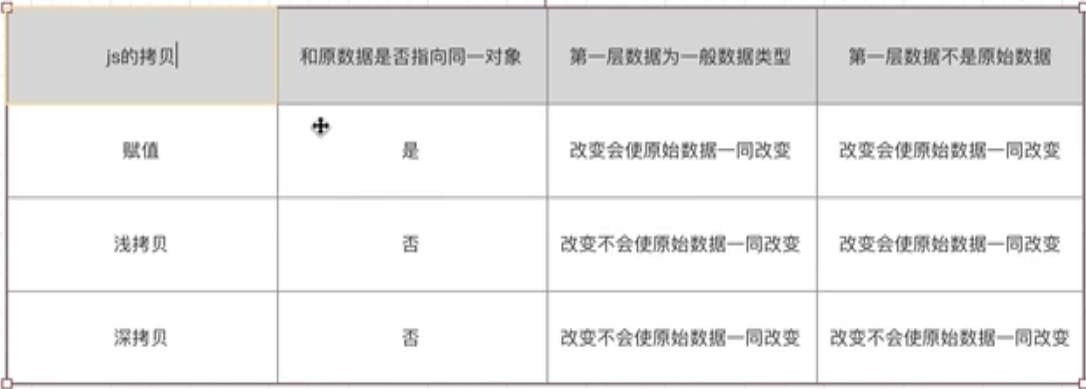 js的拷贝
和原数据是否指向同一对象
第一层数据为一般数据类型
第一层数据不是原始数据
赋值
是
改变会使原始数据一同改变
改变会使原始数据一同改变
浅拷贝
否
改变不会使原始数据一同改变
改变会使原始数据一同改变
深拷贝
否
改变不会使原始数据一同改变
改变不会使原始数据一同改变